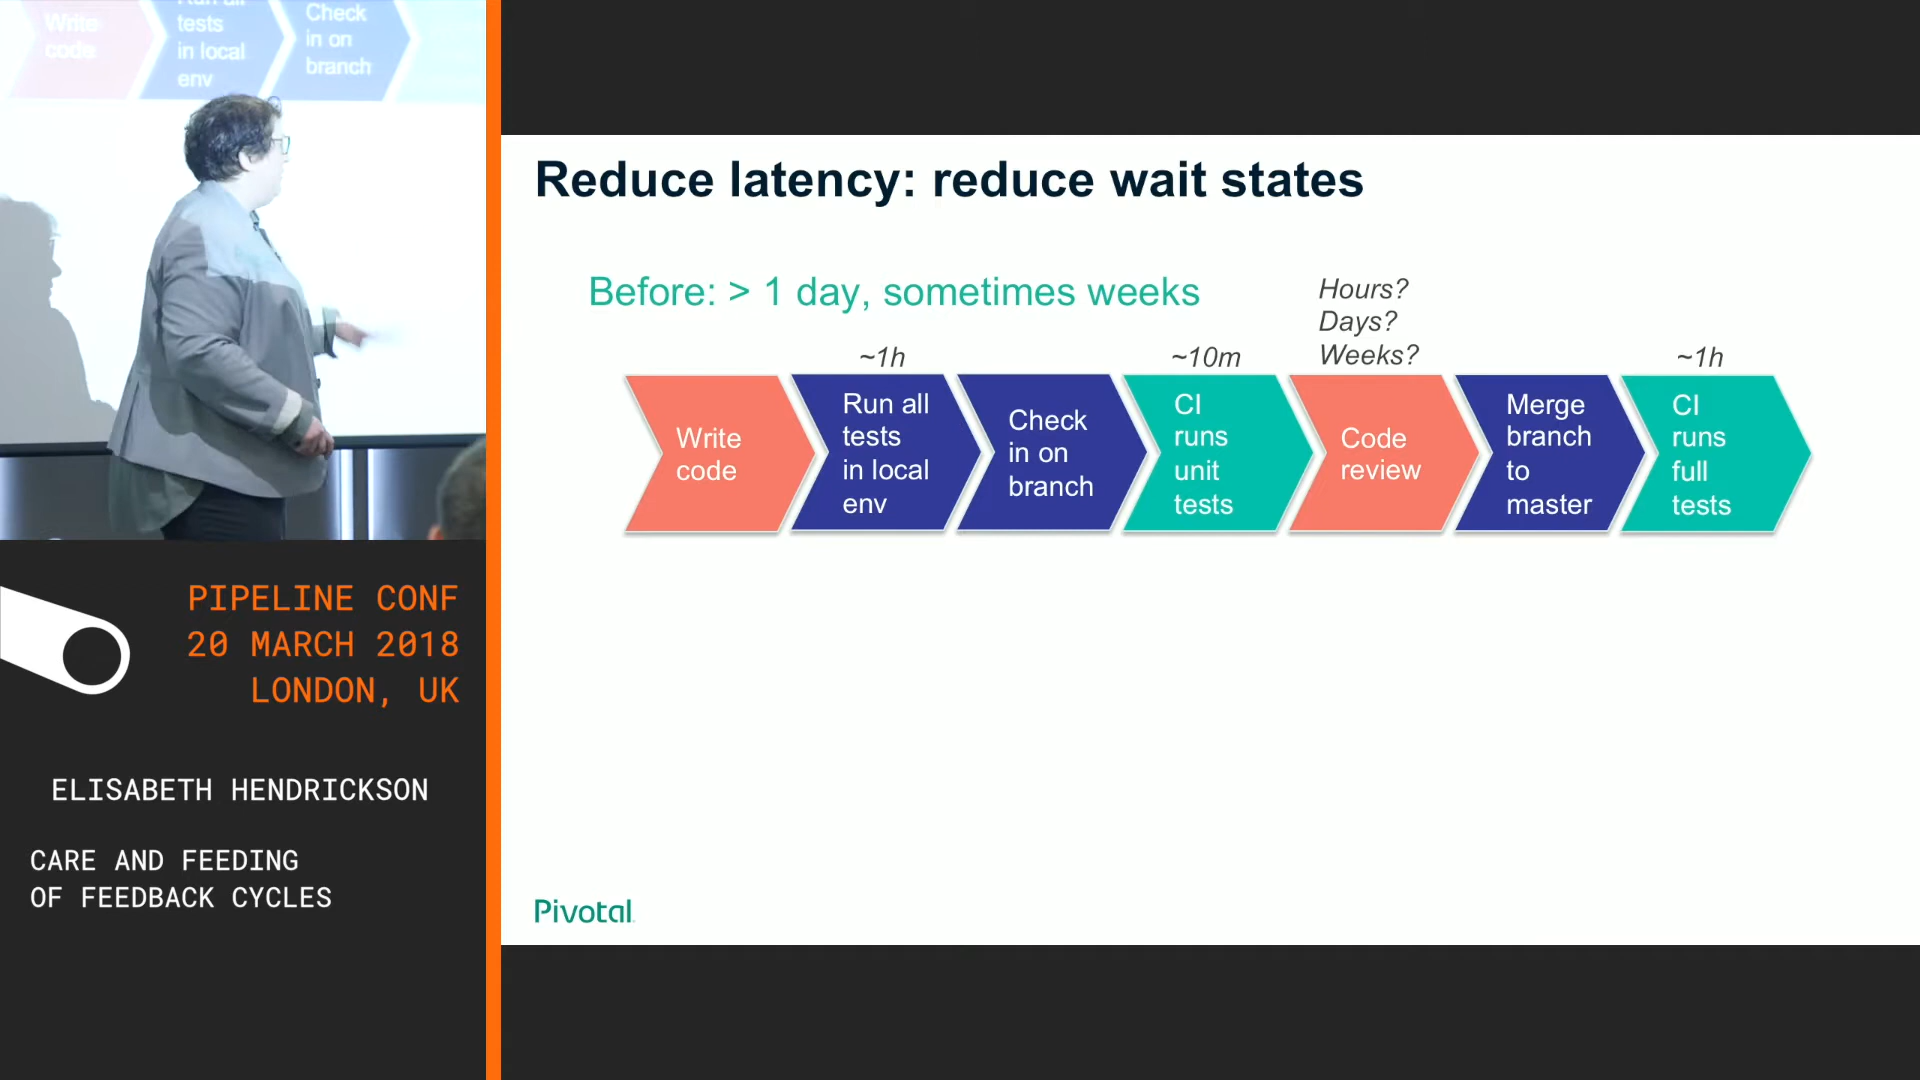 Write
code
Run all
tests
in local
env
Check
in on
branch
PIPELINE CONF
20 MARCH 2018
LONDON, UK
ELISABETH HENDRICKSON
CARE AND FEEDING
OF FEEDBACK CYCLES
Reduce latency: reduce wait states
Before: > 1 day, sometimes weeks
Hours?
Days?
Weeks?
~1h
~10m
~1h
Write
code
Run all
tests
in local
env
Check
in on
branch
CI
runs
unit
tests
Code
review
Merge
branch
to
master
CI
runs
full
tests
Pivotal